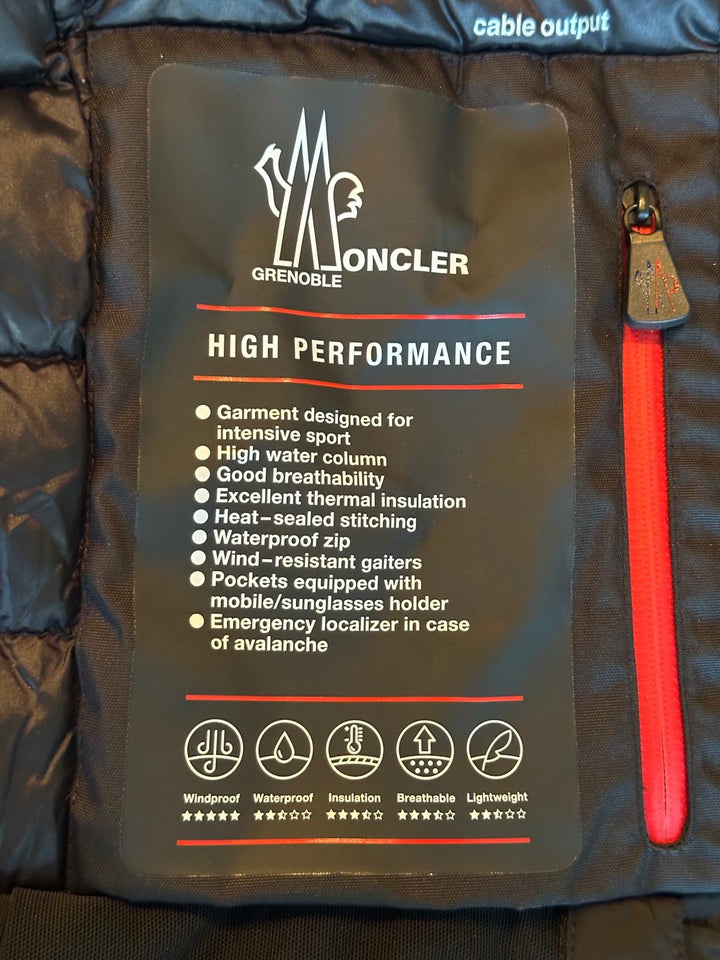 cable output
GRENOBLE MONCLER
HIGH PERFORMANCE
● Garment designed for
intensive sport
● High water column
● Good breathability
● Excellent thermal insulation
● Heat-sealed stitching
● Waterproof zip
● Wind-resistant gaiters
● Pockets equipped with
mobile/sunglasses holder
● Emergency localizer in case
of avalanche
Windproof Waterproof Insulation Breathable Lightweight